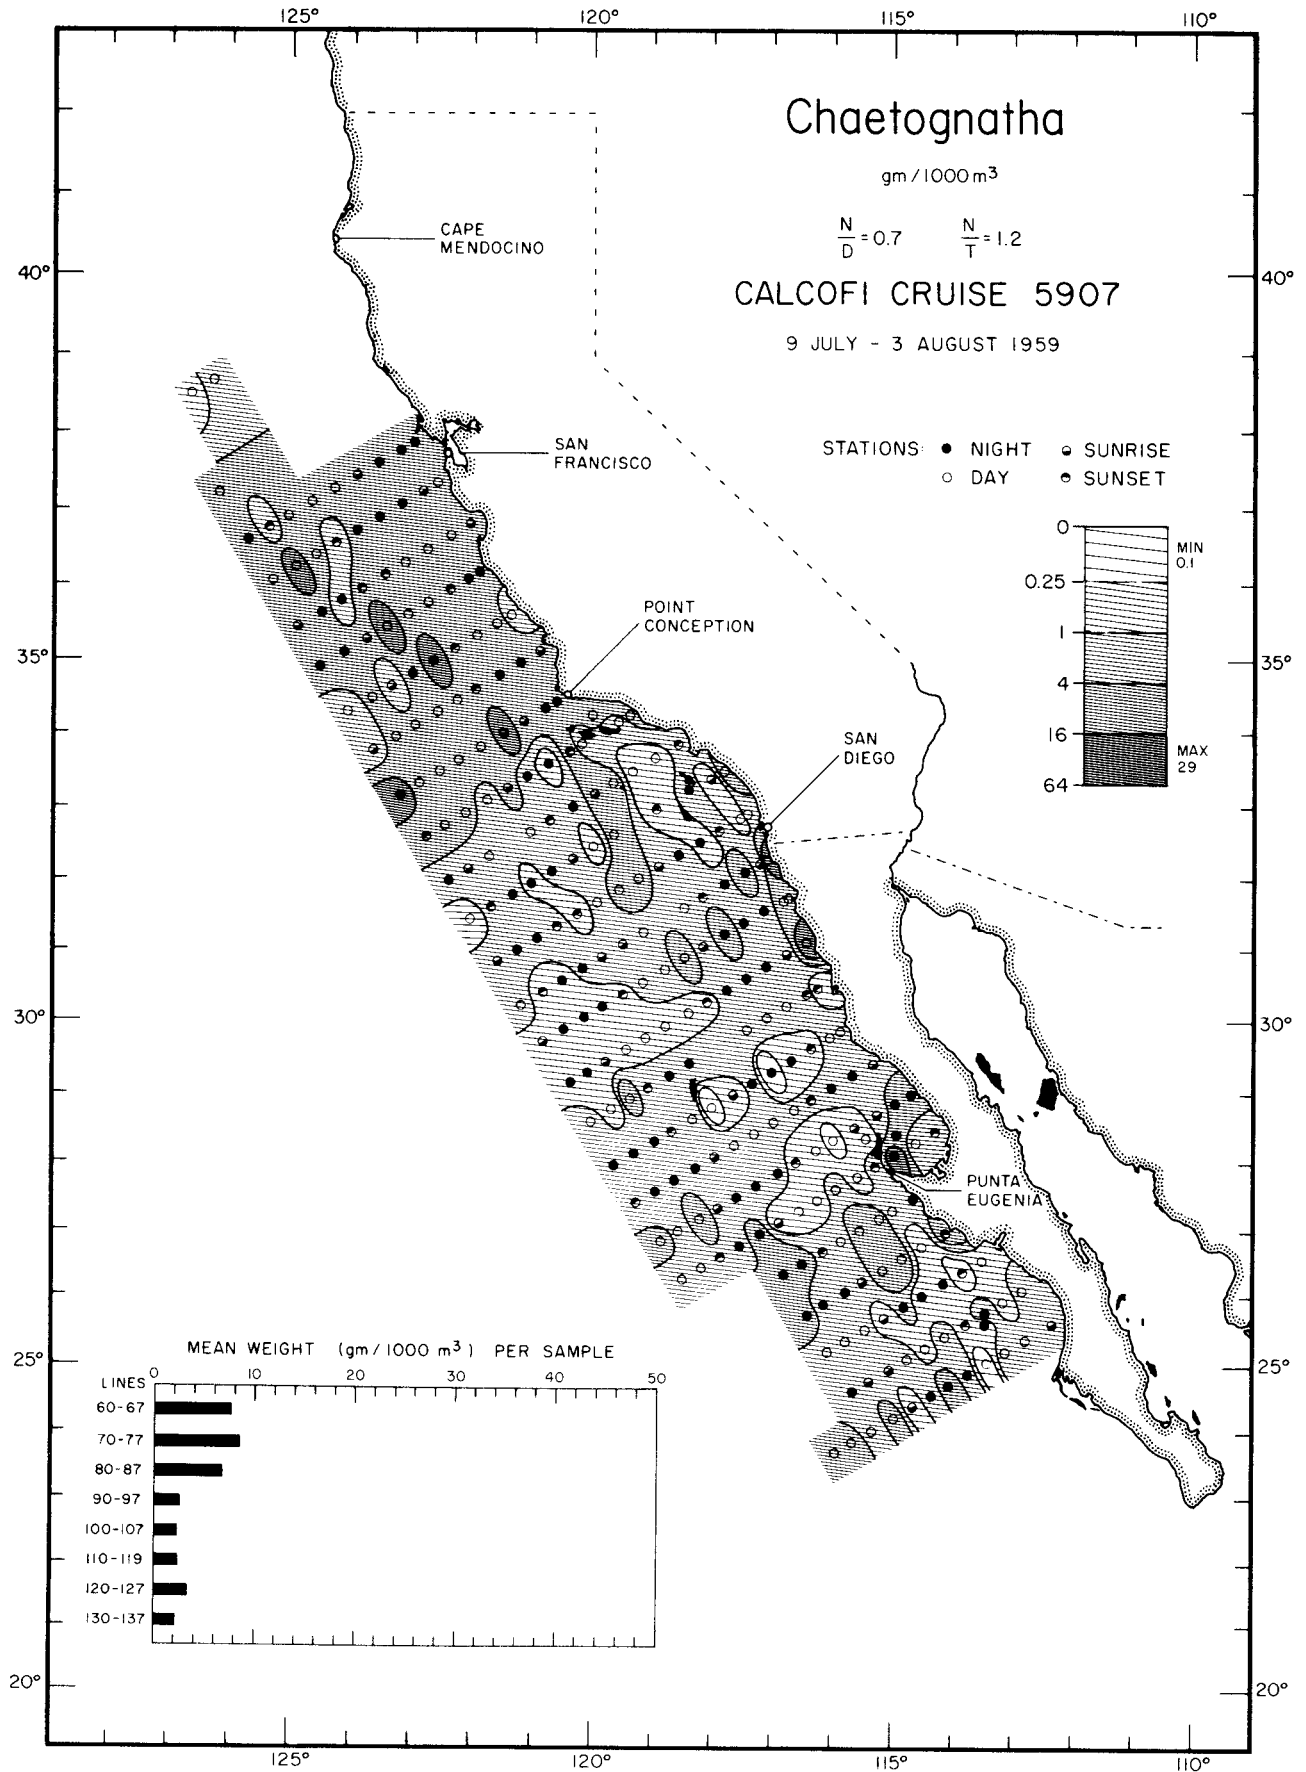 125° 120° 115° 110°
Chaetognatha
gm/1000m³
N/D = 0.7 N/T = 1.2
CALCOFI CRUISE 5907
9 JULY - 3 AUGUST 1959
CAPE
MENDOCINO
40° 40°
STATIONS: ● NIGHT SUNRISE
○ DAY SUNSET
SAN
FRANCISCO
0
0.25
1
4
16
64
MIN
0.1
MAX
29
POINT
CONCEPTION
35° 35°
SAN
DIEGO
30° 30°
PUNTA
EUGENIA
25° 25°
MEAN WEIGHT (gm/1000 m³) PER SAMPLE
0 10 20 30 40 50
LINES
60-67
70-77
80-87
90-97
100-107
110-119
120-127
130-137
20° 20°
125° 120° 115° 110°